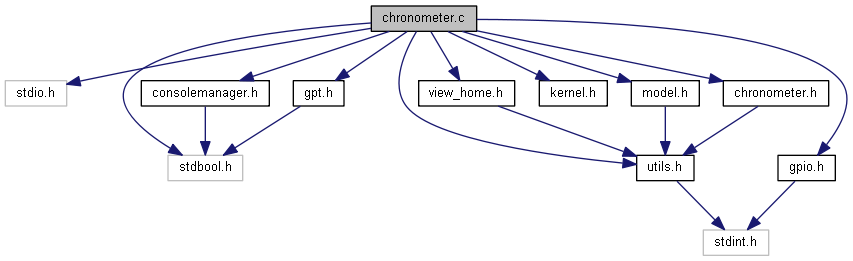 chronometer.c
stdio.h
consolemanager.h
gpt.h
view_home.h
kernel.h
model.h
chronometer.h
stdbool.h
utils.h
gpio.h
stdint.h